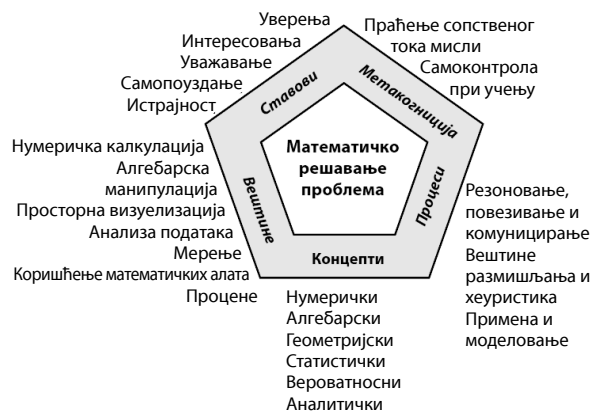 Уверења
Интересовања
Уважавање
Самопоуздање
Истрајност
Праћење сопственог
тока мисли
Самоконтрола
при учењу
Ставови
Метакогниција
Математичко
решавање
проблема
Вештине
Процеси
Концепти
Нумеричка калкулација
Алгебарска
манипулација
Просторна визуелизација
Анализа података
Мерење
Коришћење математичких алата
Процене
Резоновање,
повезивање и
комуницирање
Вештине
размишљања и
хеуристика
Примена и
моделовање
Нумерички
Алгебарски
Геометријски
Статистички
Вероватносни
Аналитички